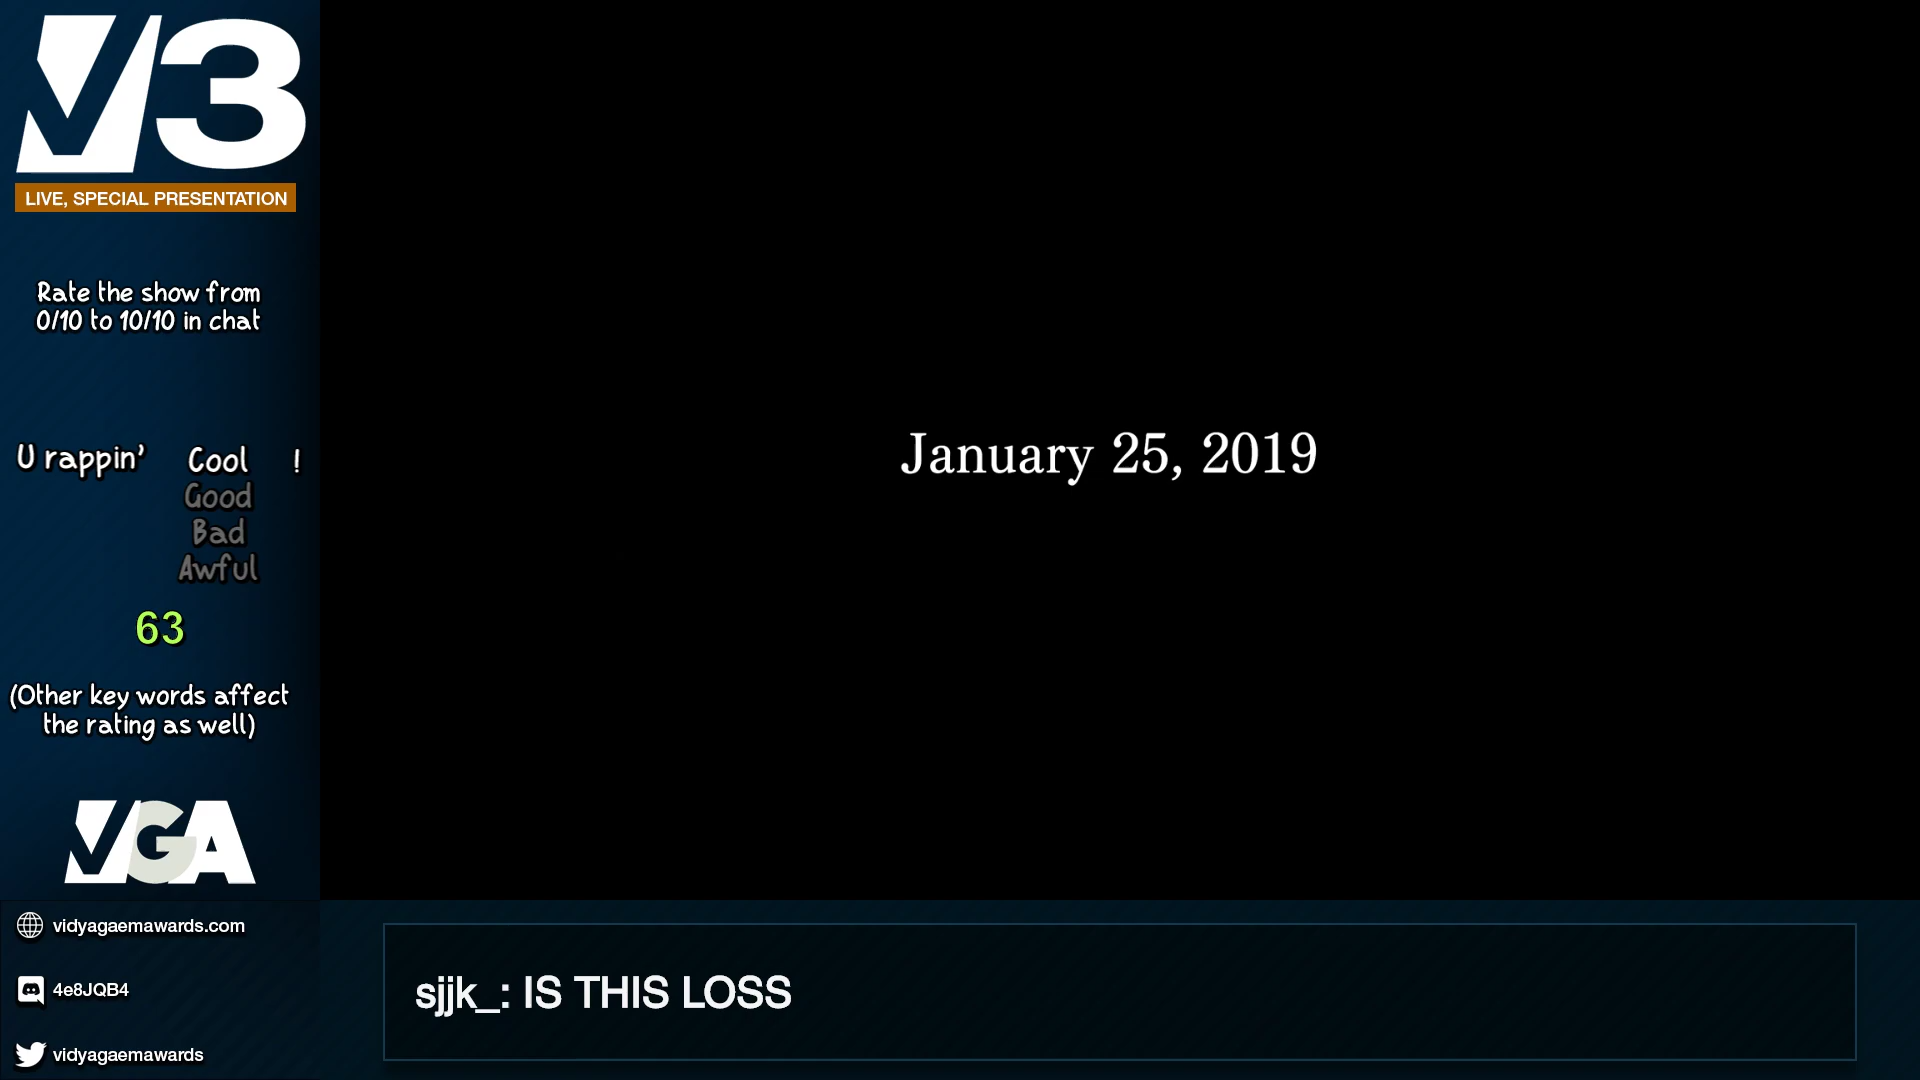 V3
LIVE, SPECIAL PRESENTATION
Rate the show from
0/10 to 10/10 in chat
U rappin' Cool !
Good
Bad
Awful
63
(Other key words affect
the rating as well)
VGA
vidyagaemawards.com
4e8JQB4
vidyagaemawards
January 25, 2019
sjjk_: IS THIS LOSS